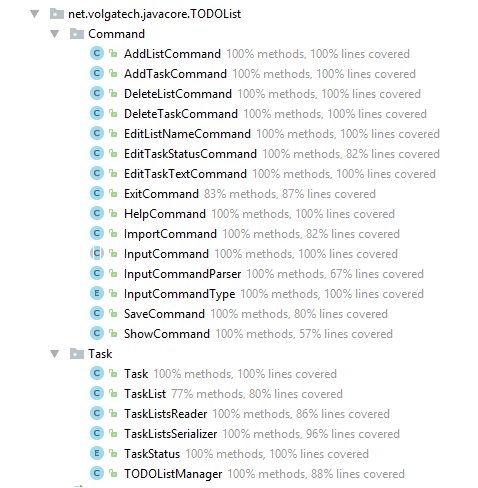 net.volgatech.javacore.TODOList
Command
C AddListCommand 100% methods, 100% lines covered
C AddTaskCommand 100% methods, 100% lines covered
C DeleteListCommand 100% methods, 100% lines covered
C DeleteTaskCommand 100% methods, 100% lines covered
C EditListNameCommand 100% methods, 100% lines covered
C EditTaskStatusCommand 100% methods, 82% lines covered
C EditTaskTextCommand 100% methods, 100% lines covered
C ExitCommand 83% methods, 87% lines covered
C HelpCommand 100% methods, 100% lines covered
C ImportCommand 100% methods, 82% lines covered
C InputCommand 100% methods, 100% lines covered
C InputCommandParser 100% methods, 67% lines covered
E InputCommandType 100% methods, 100% lines covered
C SaveCommand 100% methods, 80% lines covered
C ShowCommand 100% methods, 57% lines covered
Task
C Task 100% methods, 100% lines covered
C TaskList 77% methods, 80% lines covered
C TaskListsReader 100% methods, 86% lines covered
C TaskListsSerializer 100% methods, 96% lines covered
E TaskStatus 100% methods, 100% lines covered
C TODOListManager 100% methods, 88% lines covered